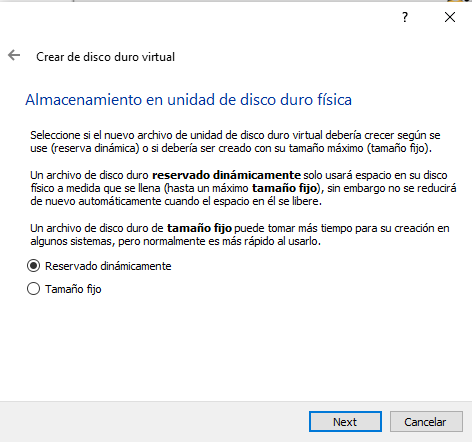 ?
Crear de disco duro virtual
Almacenamiento en unidad de disco duro física
Seleccione si el nuevo archivo de unidad de disco duro virtual debería crecer según se
use (reserva dinámica) o si debería ser creado con su tamaño máximo (tamaño fijo).
Un archivo de disco duro reservado dinámicamente solo usará espacio en su disco
físico a medida que se llena (hasta un máximo tamaño fijo), sin embargo no se reducirá
de nuevo automáticamente cuando el espacio en él se libere.
Un archivo de disco duro de tamaño fijo puede tomar más tiempo para su creación en
algunos sistemas, pero normalmente es más rápido al usarlo.
Reservado dinámicamente
Tamaño fijo
Next
Cancelar